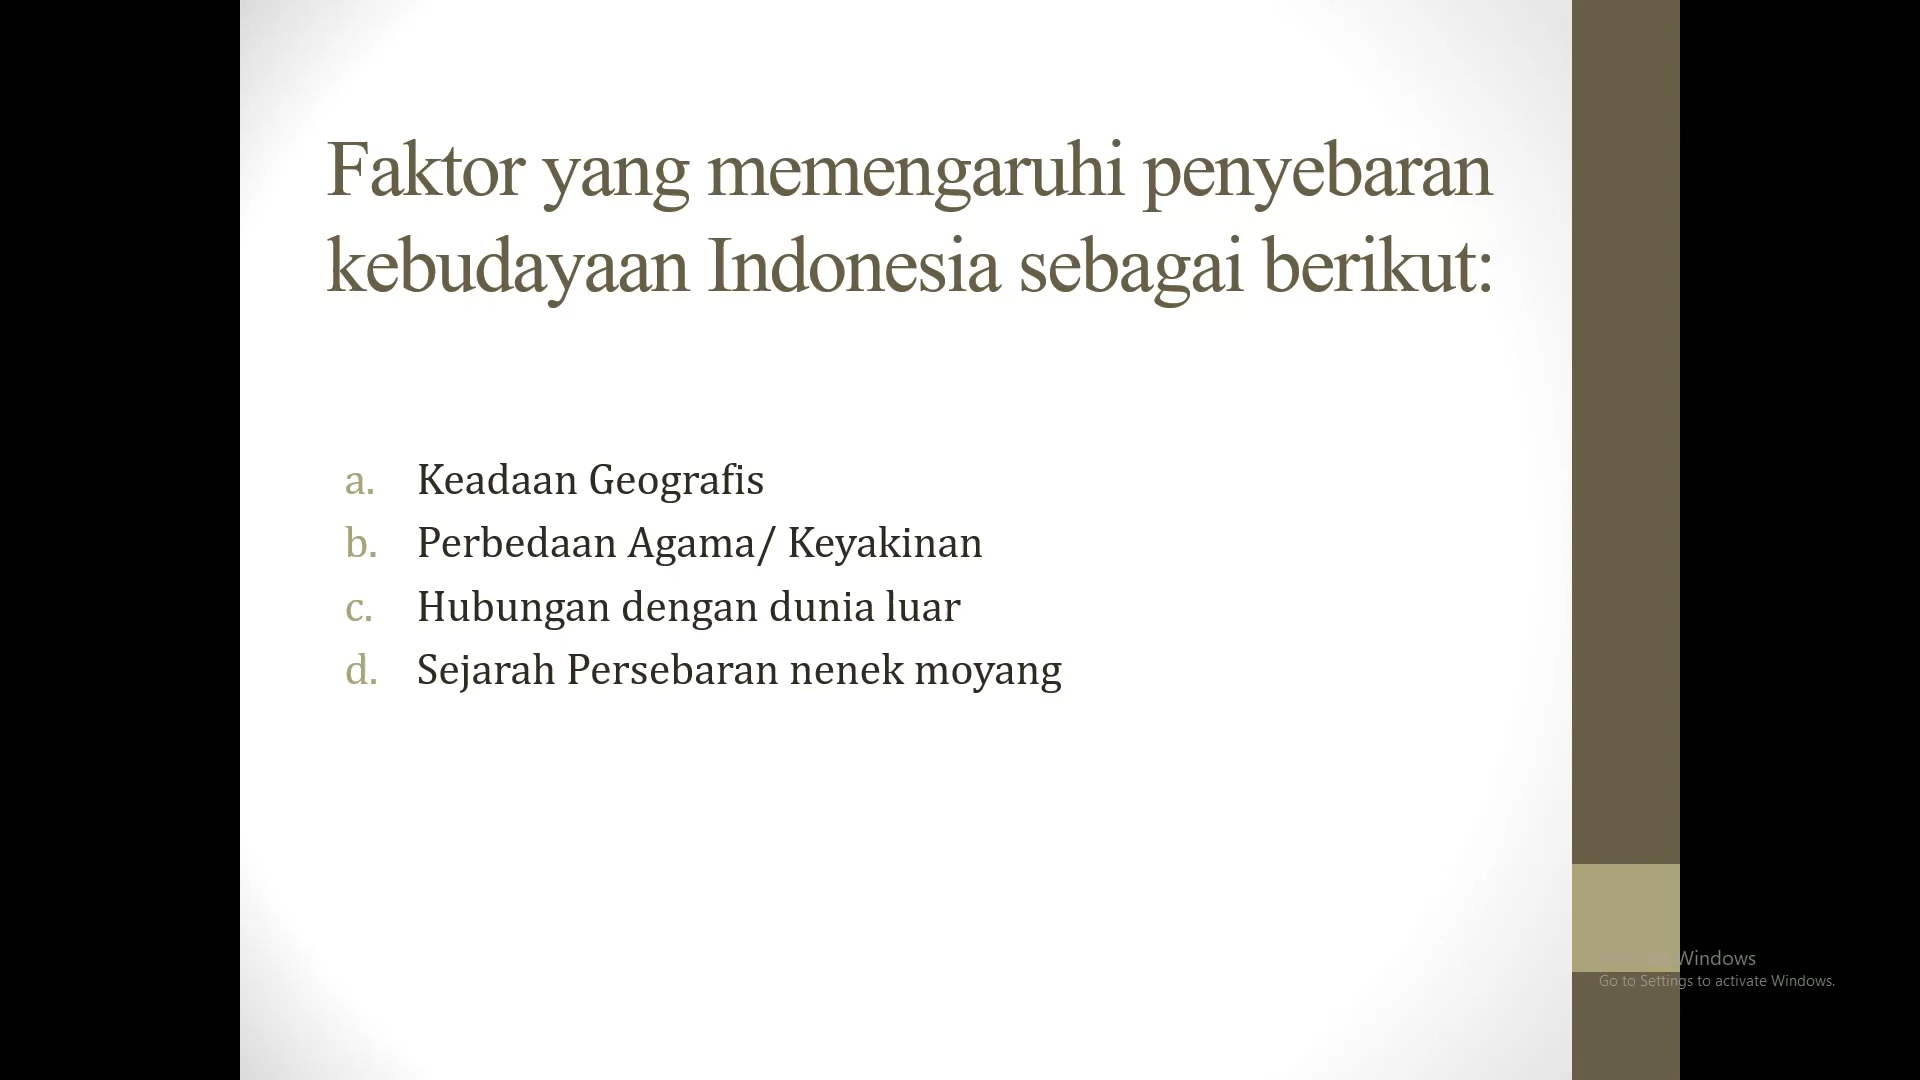 Faktor yang memengaruhi penyebaran
kebudayaan Indonesia sebagai berikut:
a. Keadaan Geografis
b. Perbedaan Agama/ Keyakinan
c. Hubungan dengan dunia luar
d. Sejarah Persebaran nenek moyang
Windows
Go to Settings to activate Windows.